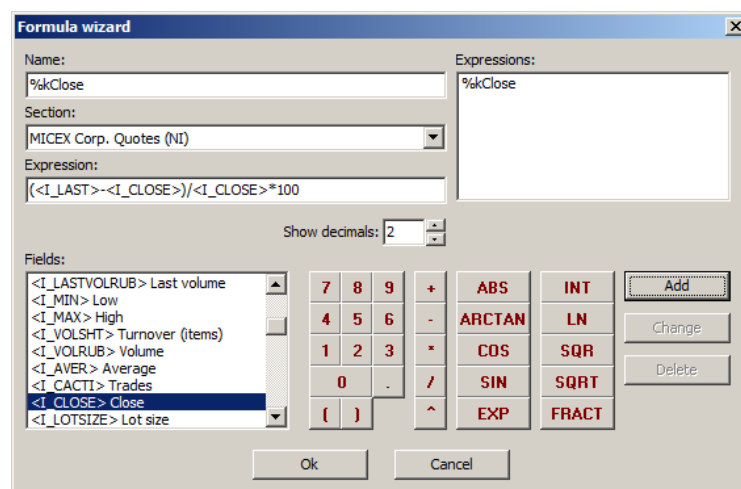 Formula wizard
Name:
%kClose
Section:
MICEX Corp. Quotes (NI)
Expression:
(<I_LAST>-<I_CLOSE>)/<I_CLOSE>*100
Expressions:
%kClose
Show decimals: 2
Fields:
<I_LASTVOLRUB> Last volume
<I_MIN> Low
<I_MAX> High
<I_VOLSHT> Turnover (items)
<I_VOLRUB> Volume
<I_AVER> Average
<I_CACTI> Trades
<I_CLOSE> Close
<I_LOTSIZE> Lot size
7 8 9 + ABS INT
4 5 6 - ARCTAN LN
1 2 3 * COS SQR
0 . / SIN SQRT
( ) ^ EXP FRACT
Add
Change
Delete
Ok Cancel